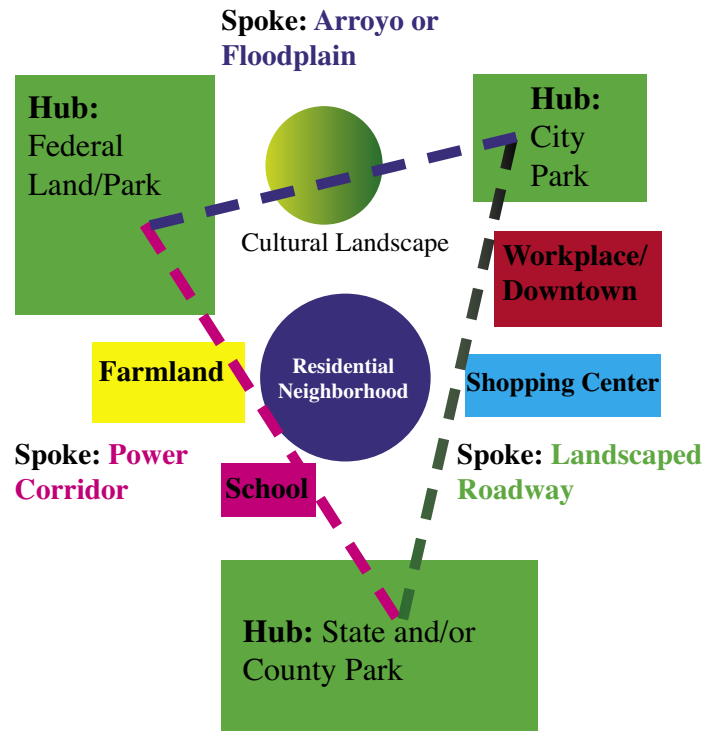 Spoke: Arroyo or
Floodplain
Hub:
Federal
Land/Park
Hub:
City
Park
Cultural Landscape
Workplace/
Downtown
Farmland
Residential
Neighborhood
Shopping Center
Spoke: Power
Corridor
School
Spoke: Landscaped
Roadway
Hub: State and/or
County Park